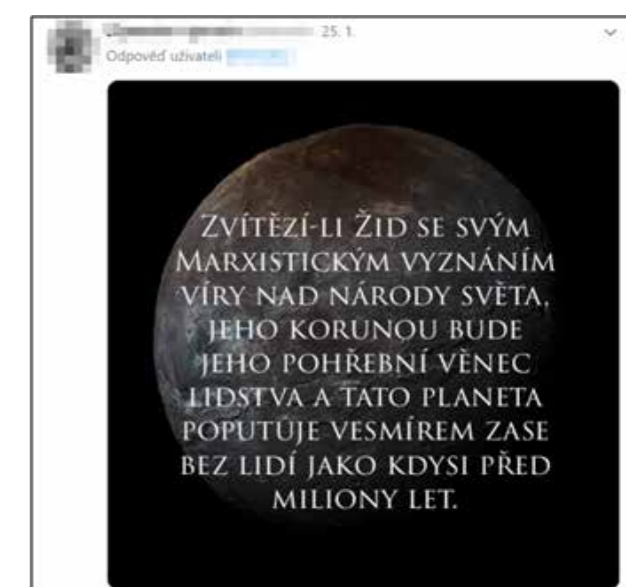 25. 1.
Odpověď uživateli
Zvítězí-li Žid se svým
Marxistickým vyznáním
víry nad národy světa,
jeho korunou bude
jeho pohřební věnec
lidstva a tato planeta
poputúje vesmírem zase
bez lidí jako kdysi před
miliony let.